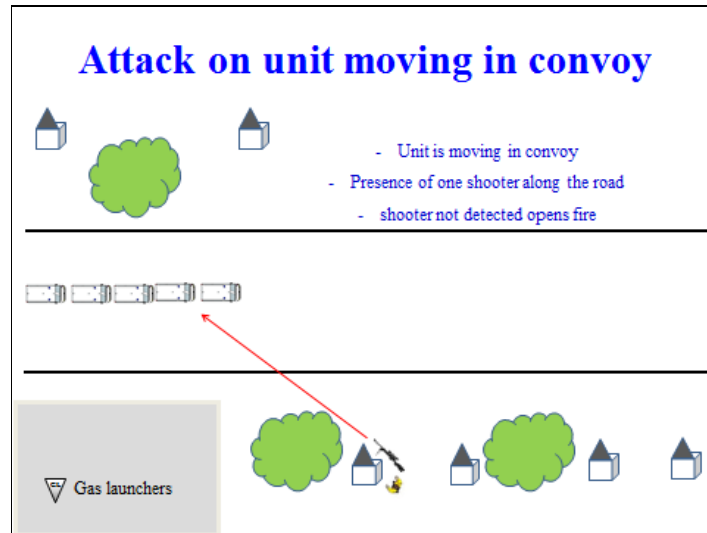 Attack on unit moving in convoy
- Unit is moving in convoy
- Presence of one shooter along the road
- shooter not detected opens fire
GL Gas launchers